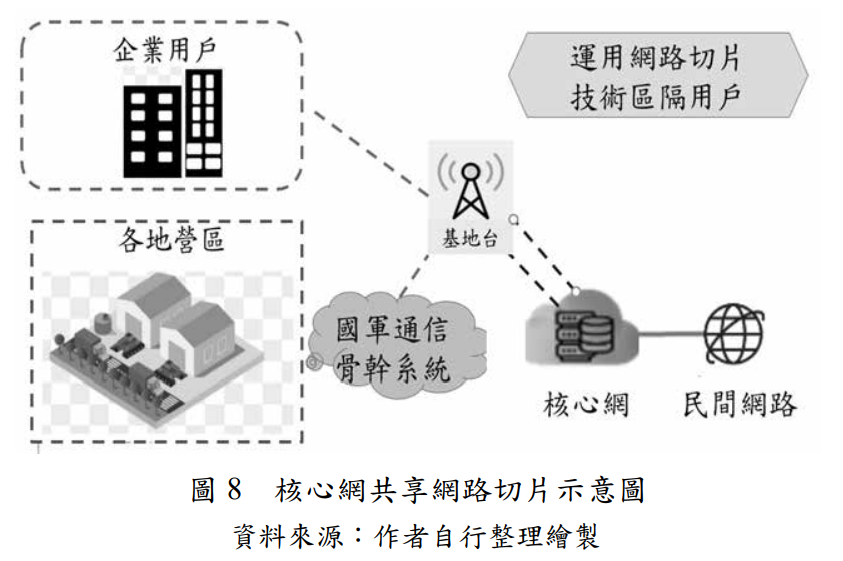 企業用戶
運用網路切片
技術區隔用戶
基地台
各地營區
國軍通信
骨幹系統
核心網
民間網路
圖 8 核心網共享網路切片示意圖
資料來源：作者自行整理繪製